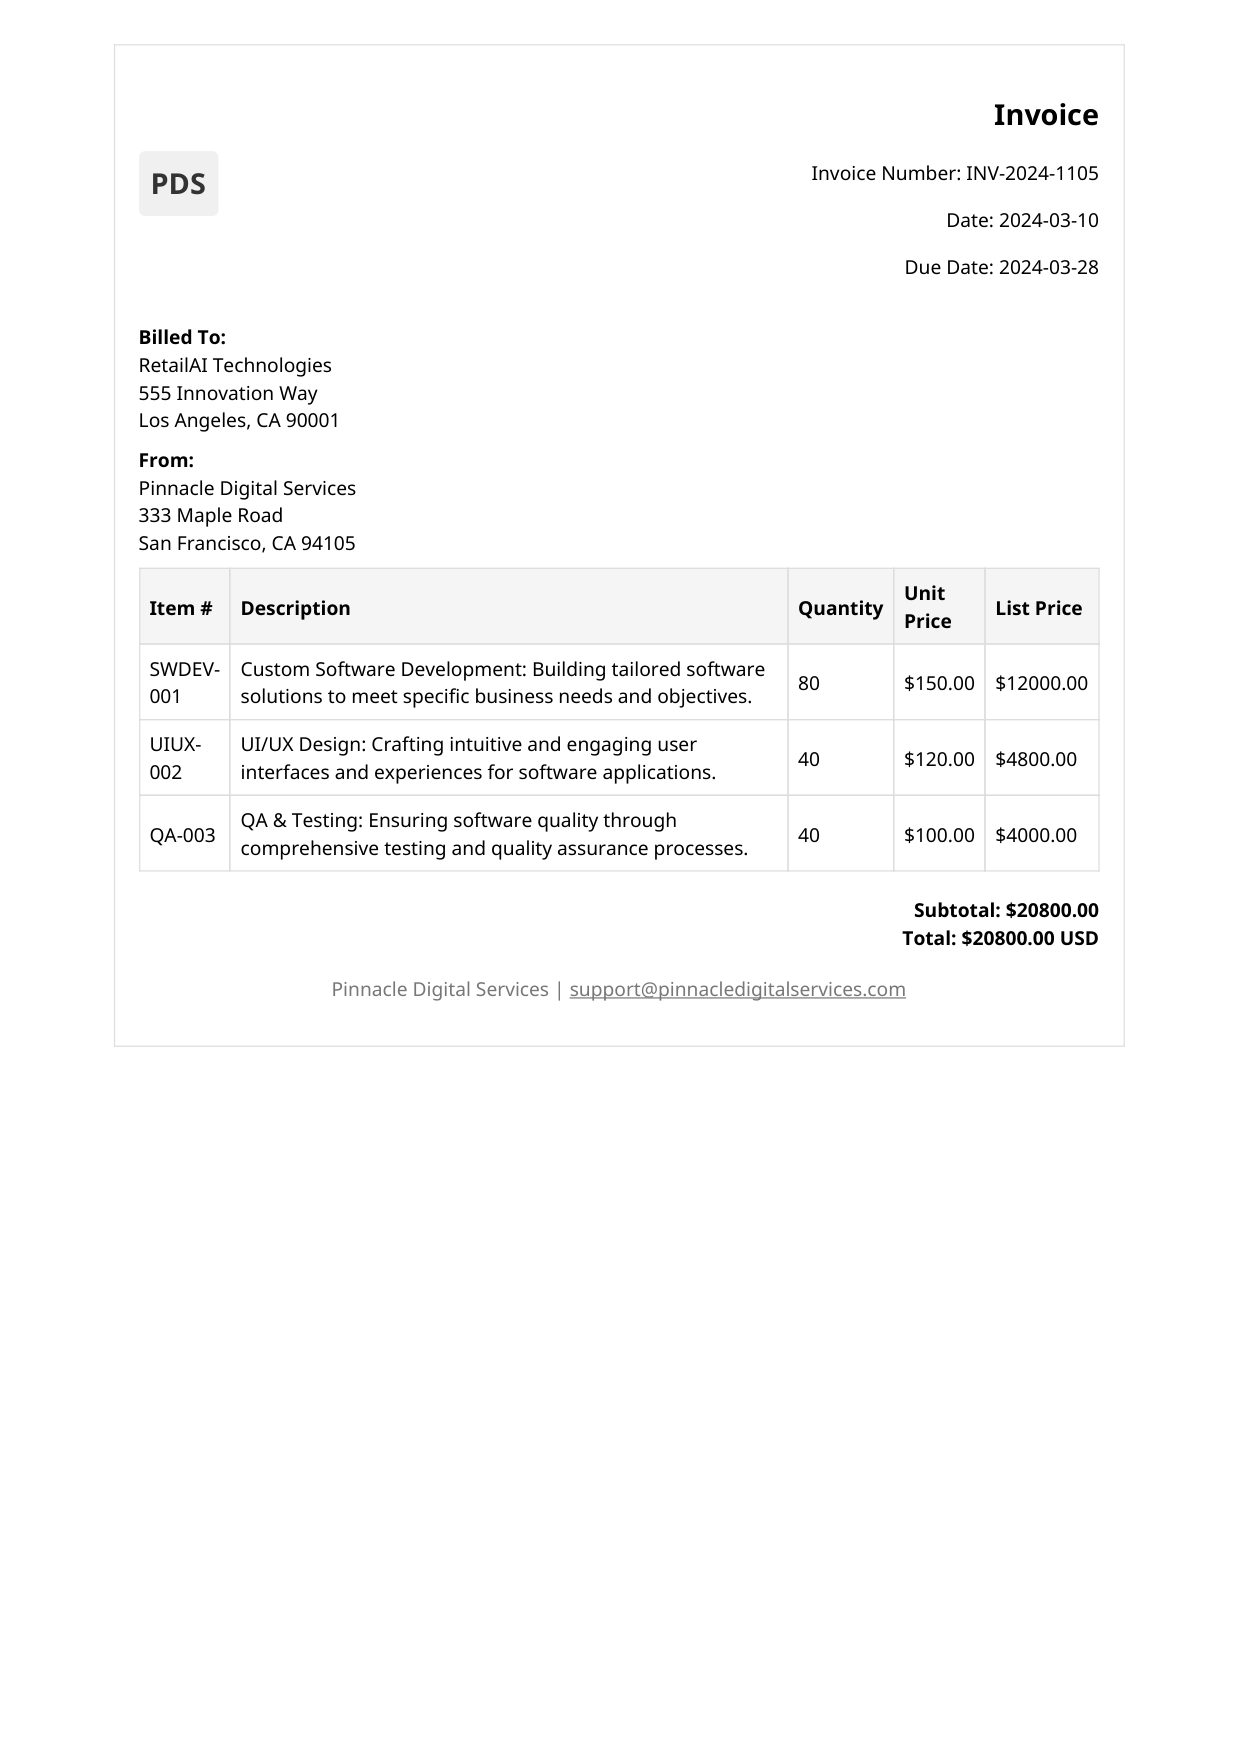 Invoice
PDS
Invoice Number: INV-2024-1105
Date: 2024-03-10
Due Date: 2024-03-28
Billed To:
RetailAI Technologies
555 Innovation Way
Los Angeles, CA 90001
From:
Pinnacle Digital Services
333 Maple Road
San Francisco, CA 94105
Item # Description Quantity Unit Price List Price
SWDEV-001 Custom Software Development: Building tailored software solutions to meet specific business needs and objectives. 80 $150.00 $12000.00
UIUX-002 UI/UX Design: Crafting intuitive and engaging user interfaces and experiences for software applications. 40 $120.00 $4800.00
QA-003 QA & Testing: Ensuring software quality through comprehensive testing and quality assurance processes. 40 $100.00 $4000.00
Subtotal: $20800.00
Total: $20800.00 USD
Pinnacle Digital Services | support@pinnacledigitalservices.com